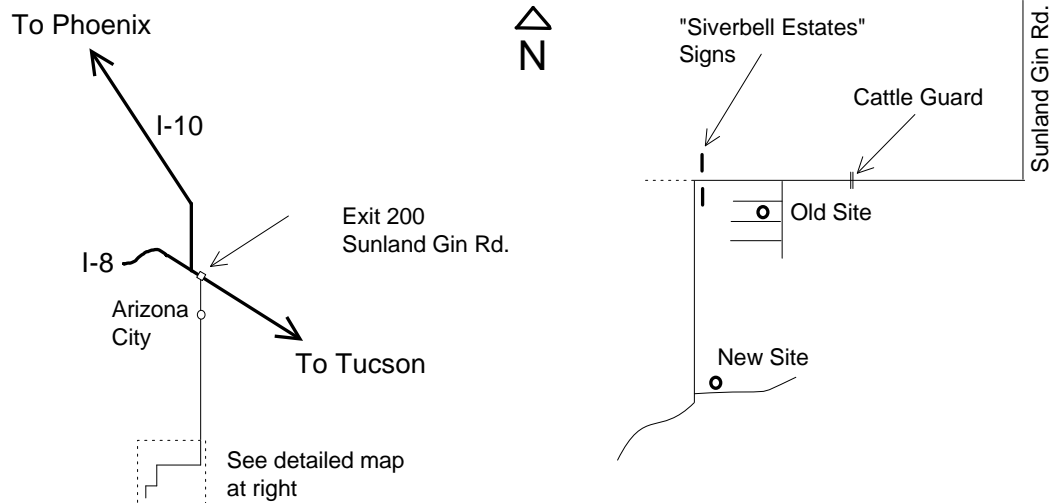 To Phoenix
I-10
Exit 200
Sunland Gin Rd.
I-8
Arizona
City
To Tucson
See detailed map
at right
N
"Siverbell Estates"
Signs
Cattle Guard
Sunland Gin Rd.
Old Site
New Site